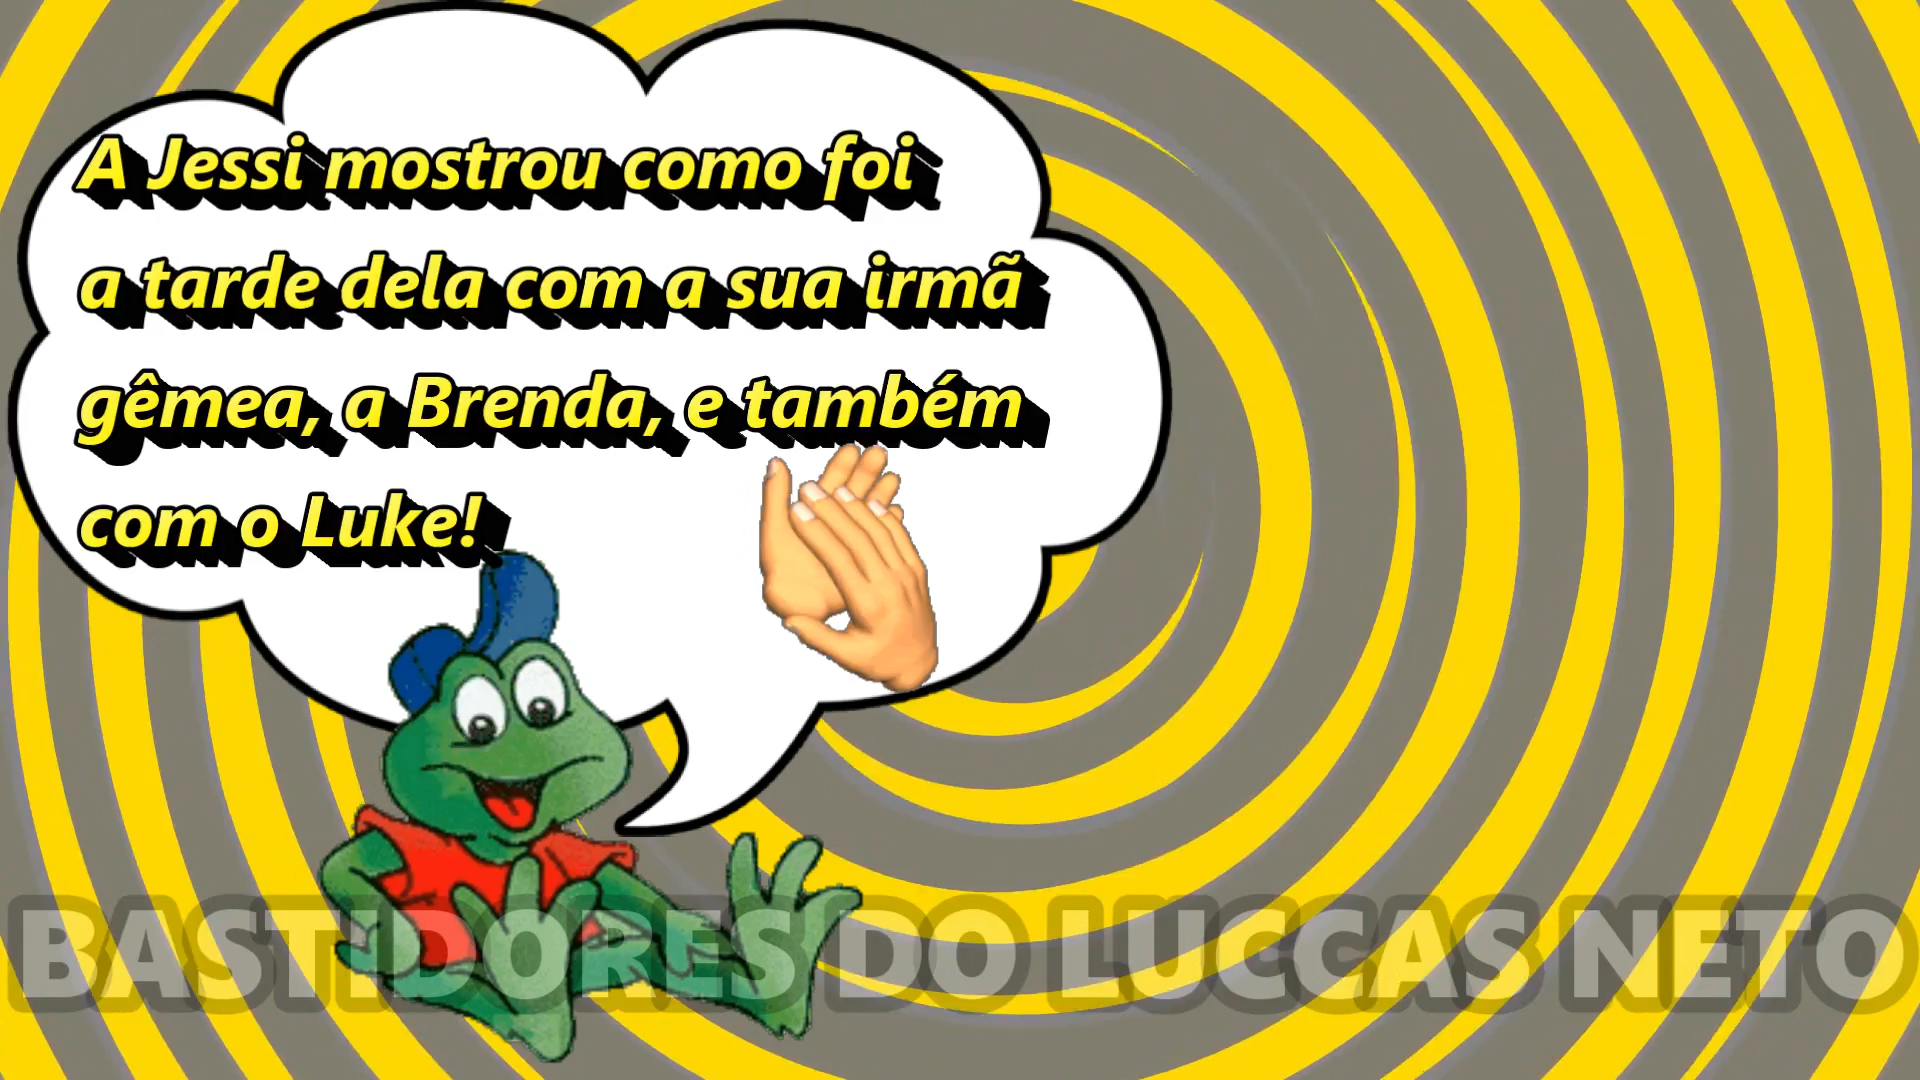 A Jessi mostrou como foi
a tarde dela com a sua irmã
gêmea, a Brenda, e também
com o Luke!
BASTIDORES DO LUCCAS NETO